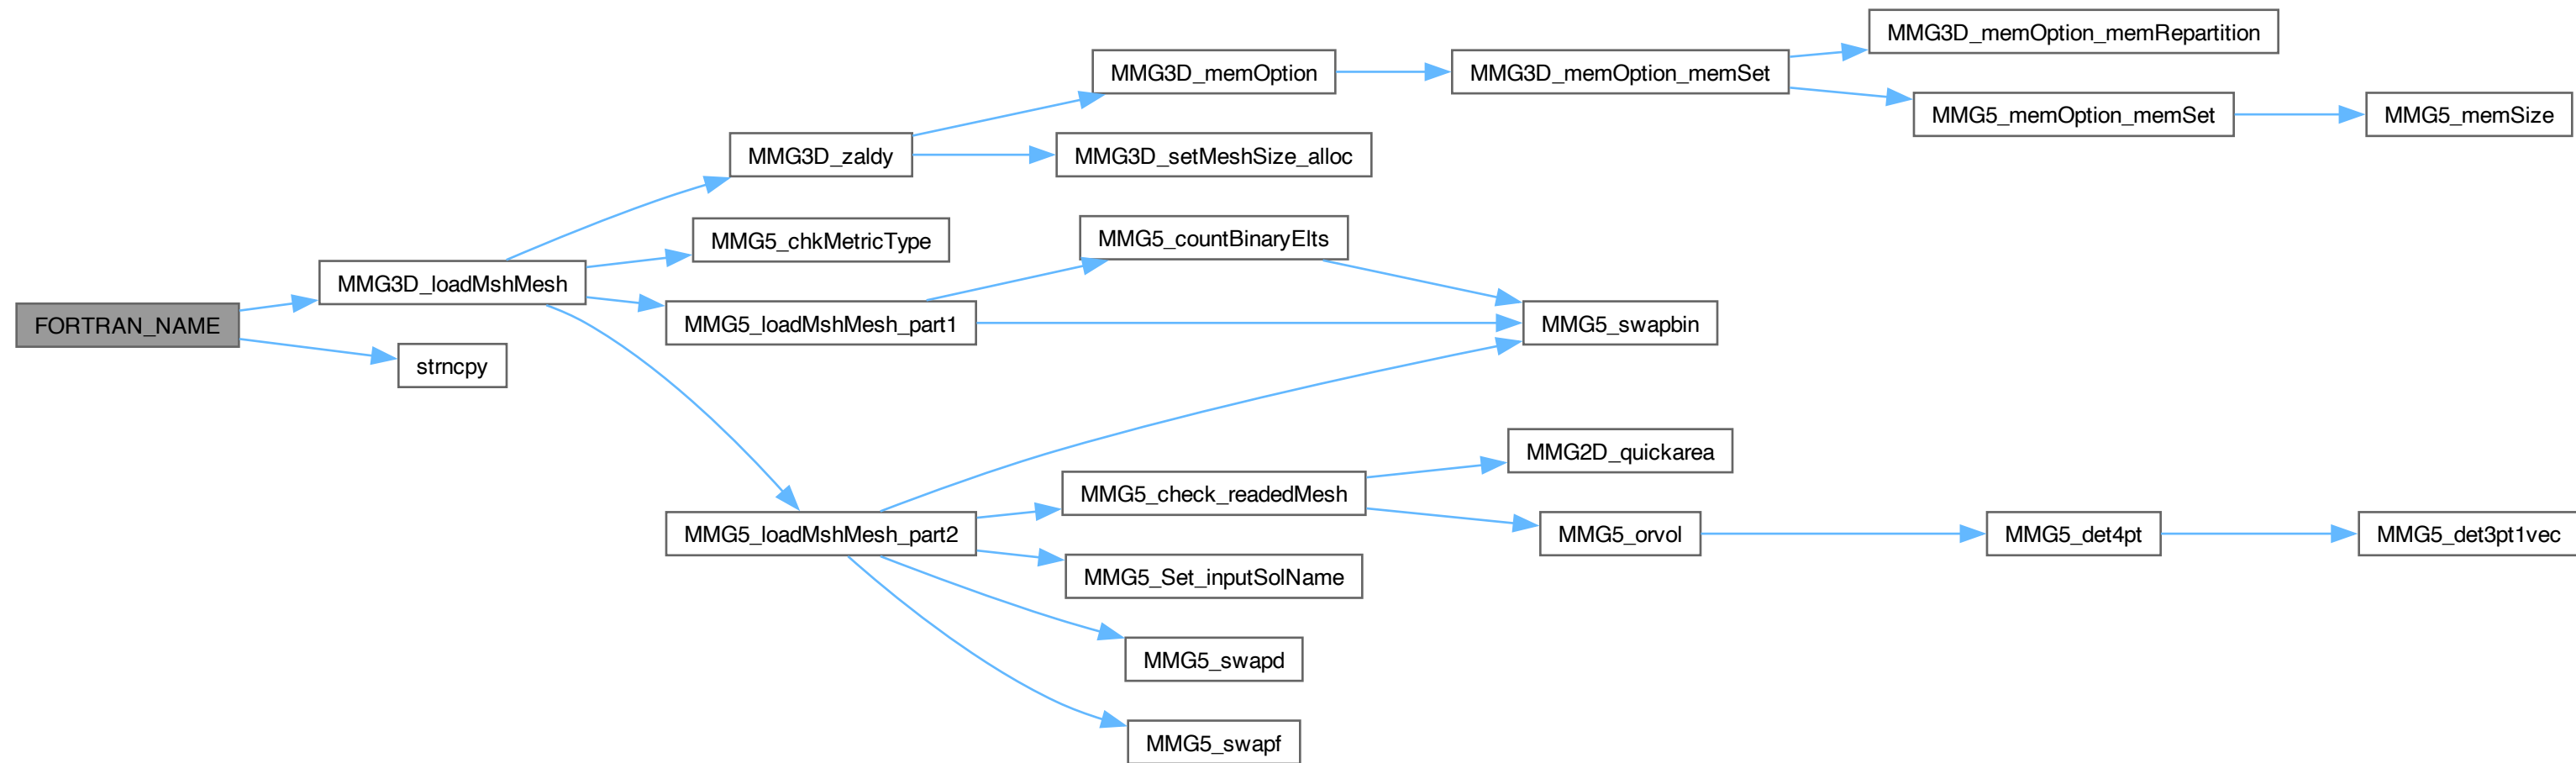 MMG3D_memOption_memRepartition
MMG3D_memOption
MMG3D_memOption_memSet
MMG5_memOption_memSet
MMG5_memSize
MMG3D_zaldy
MMG3D_setMeshSize_alloc
MMG5_chkMetricType
MMG5_countBinaryElts
MMG3D_loadMshMesh
FORTRAN_NAME
MMG5_loadMshMesh_part1
MMG5_swapbin
strncpy
MMG2D_quickarea
MMG5_check_readedMesh
MMG5_loadMshMesh_part2
MMG5_orvol
MMG5_det4pt
MMG5_det3pt1vec
MMG5_Set_inputSolName
MMG5_swapd
MMG5_swapf